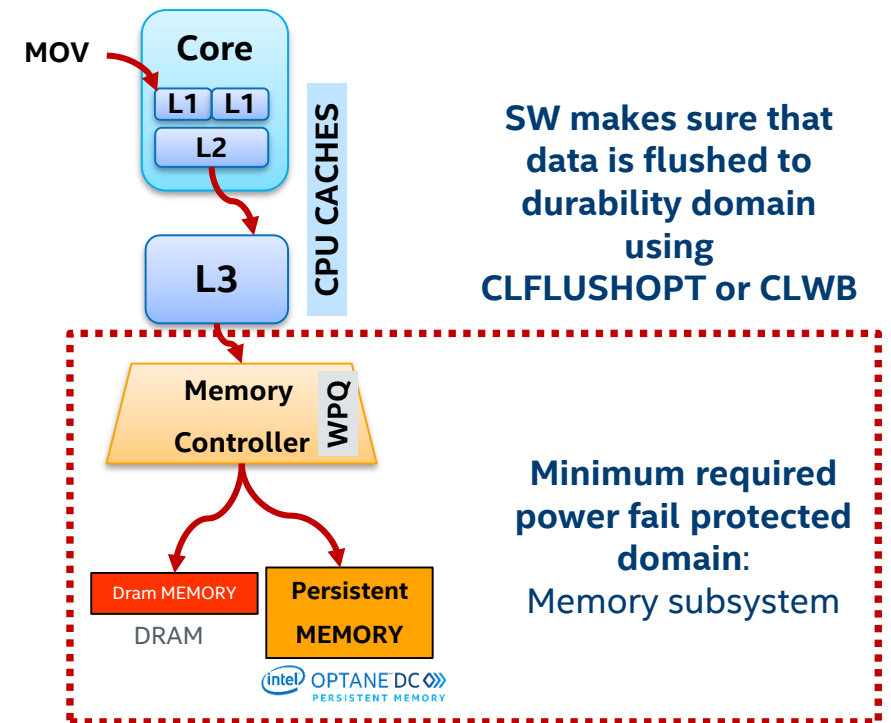 MOV
Core
L1 L1
L2
L3
CPU CACHES
SW makes sure that
data is flushed to
durability domain
using
CLFLUSHOPT or CLWB
Memory
Controller
WPQ
Dram MEMORY
DRAM
Persistent
MEMORY
intel OPTANE DC
PERSISTENT MEMORY
Minimum required
power fail protected
domain:
Memory subsystem